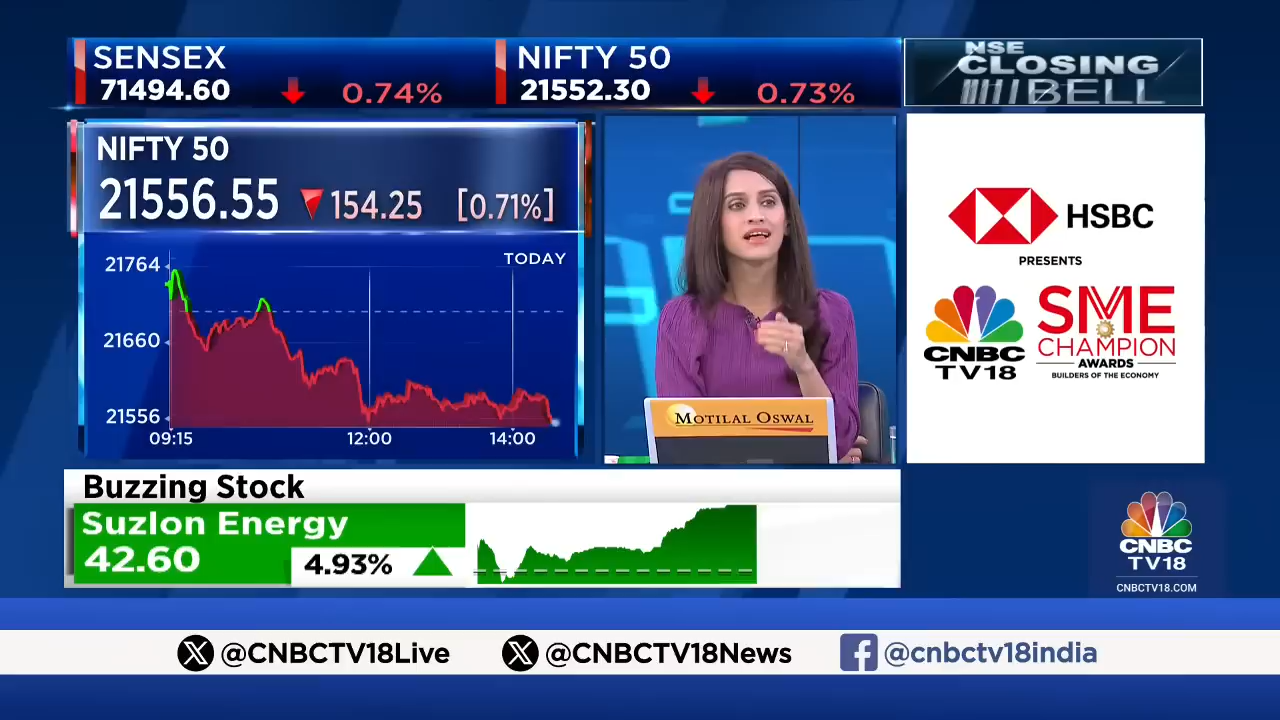 SENSEX
71494.60 0.74%
NIFTY 50
21552.30 0.73%
NSE
CLOSING
BELL
NIFTY 50
21556.55 154.25 [0.71%]
TODAY
21764
21660
21556
09:15 12:00 14:00
MOTILAL OSWAL
HSBC
PRESENTS
CNBC
TV18
SME
CHAMPION
AWARDS
BUILDERS OF THE ECONOMY
Buzzing Stock
Suzlon Energy
42.60 4.93%
CNBC
TV18
CNBCTV18.COM
@CNBCTV18Live @CNBCTV18News @cnbctv18india